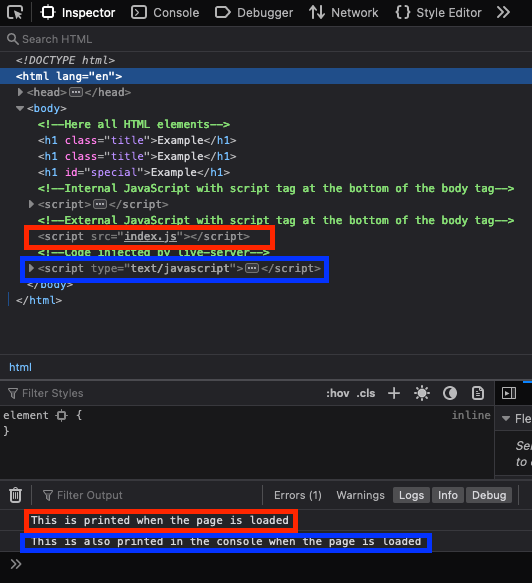 Inspector Console Debugger Network Style Editor
Search HTML
<!DOCTYPE html>
<html lang="en">
<head> </head>
<body>
<!--Here all HTML elements-->
<h1 class="title">Example</h1>
<h1 class="title">Example</h1>
<h1 id="special">Example</h1>
<!--Internal JavaScript with script tag at the bottom of the body tag-->
<script> </script>
<!--External JavaScript with script tag at the bottom of the body tag-->
<script src="index.js"></script>
<!--Code injected by live-server-->
<script type="text/javascript"> </script>
</body>
</html>
html
Filter Styles :hov .cls
element { inline
}
Fle
Sel
to
Filter Output Errors (1) Warnings Logs Info Debug
This is printed when the page is loaded
This is also printed in the console when the page is loaded